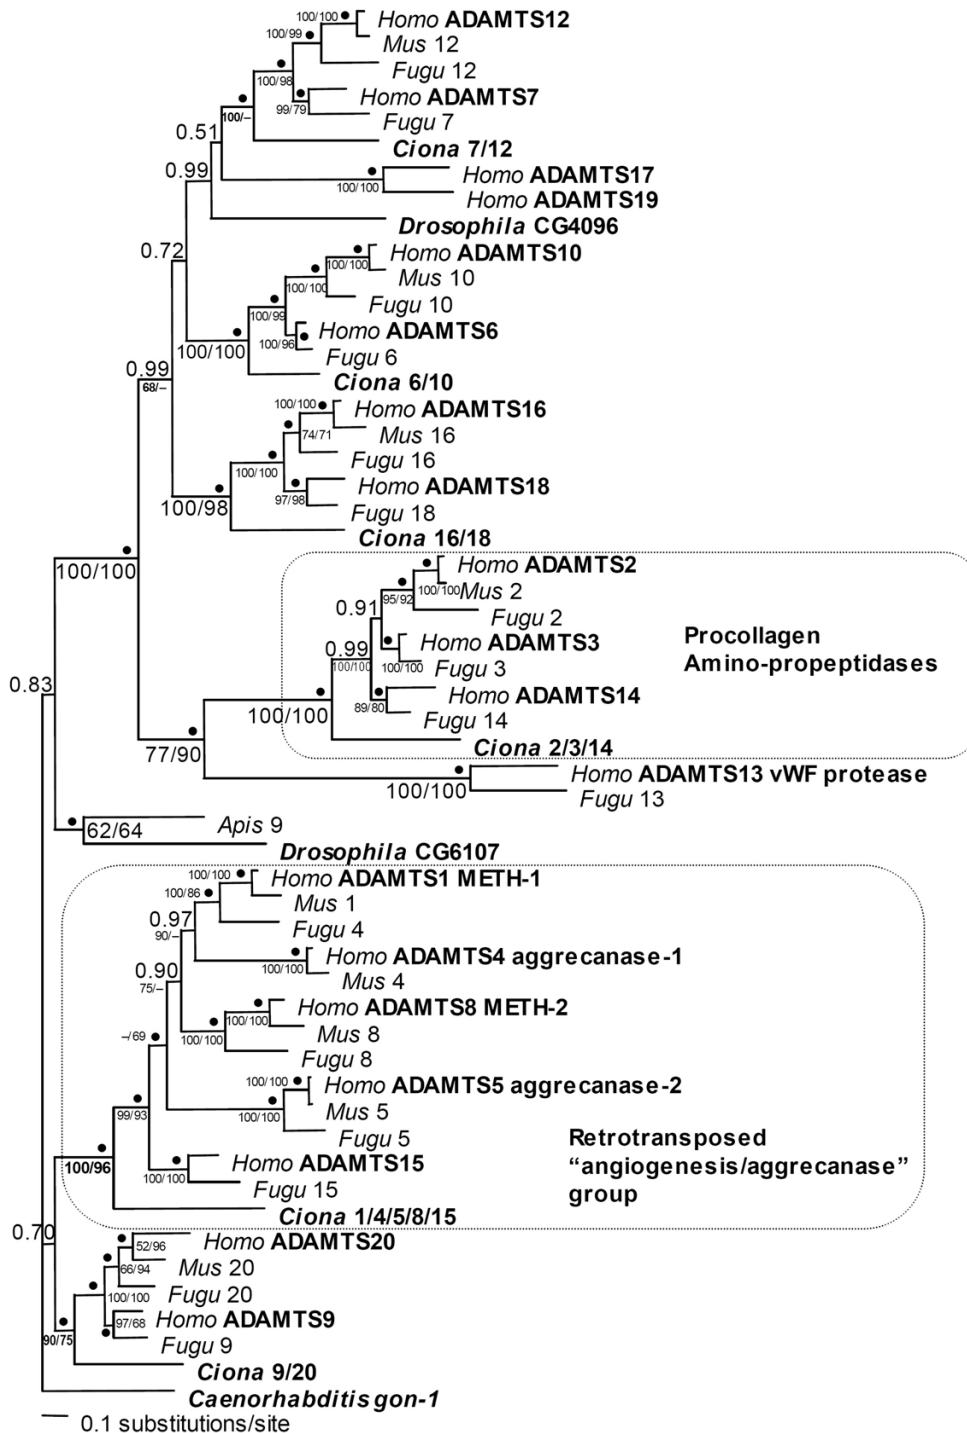 100/100 Homo ADAMTS12
100/99 Mus 12
100/98 Fugu 12
Homo ADAMTS7
99/79
100/– Fugu 7
0.51
Ciona 7/12
0.99 Homo ADAMTS17
100/100
Homo ADAMTS19
Drosophila CG4096
0.72 Homo ADAMTS10
100/100 Mus 10
100/100
Fugu 10
100/99
Homo ADAMTS6
100/96
100/100 Fugu 6
0.99 Ciona 6/10
68/–
100/100 Homo ADAMTS16
74/71 Mus 16
Fugu 16
100/100
Homo ADAMTS18
97/98
100/98 Fugu 18
Ciona 16/18
100/100 Homo ADAMTS2
100/100 Mus 2
95/92
0.91 Fugu 2
Homo ADAMTS3
Procollagen
Amino-propeptidases
0.99
100/100 100/100 Fugu 3
0.83 Homo ADAMTS14
89/80
100/100 Fugu 14
77/90 Ciona 2/3/14
Homo ADAMTS13 vWF protease
100/100
Fugu 13
62/64 Apis 9
Drosophila CG6107
100/100 Homo ADAMTS1 METH-1
100/86 Mus 1
0.97 Fugu 4
90/–
Homo ADAMTS4 aggrecanase-1
100/100
0.90 Mus 4
75/–
Homo ADAMTS8 METH-2
100/100
–/69 100/100 Mus 8
Fugu 8
100/100 Homo ADAMTS5 aggrecanase-2
99/93 100/100 Mus 5
Fugu 5
Retrotransposed
“angiogenesis/aggrecanase”
group
100/96 Homo ADAMTS15
100/100
Fugu 15
Ciona 1/4/5/8/15
0.70
52/96 Homo ADAMTS20
66/94 Mus 20
100/100 Fugu 20
97/68 Homo ADAMTS9
90/75 Fugu 9
Ciona 9/20
Caenorhabditis gon-1
0.1 substitutions/site